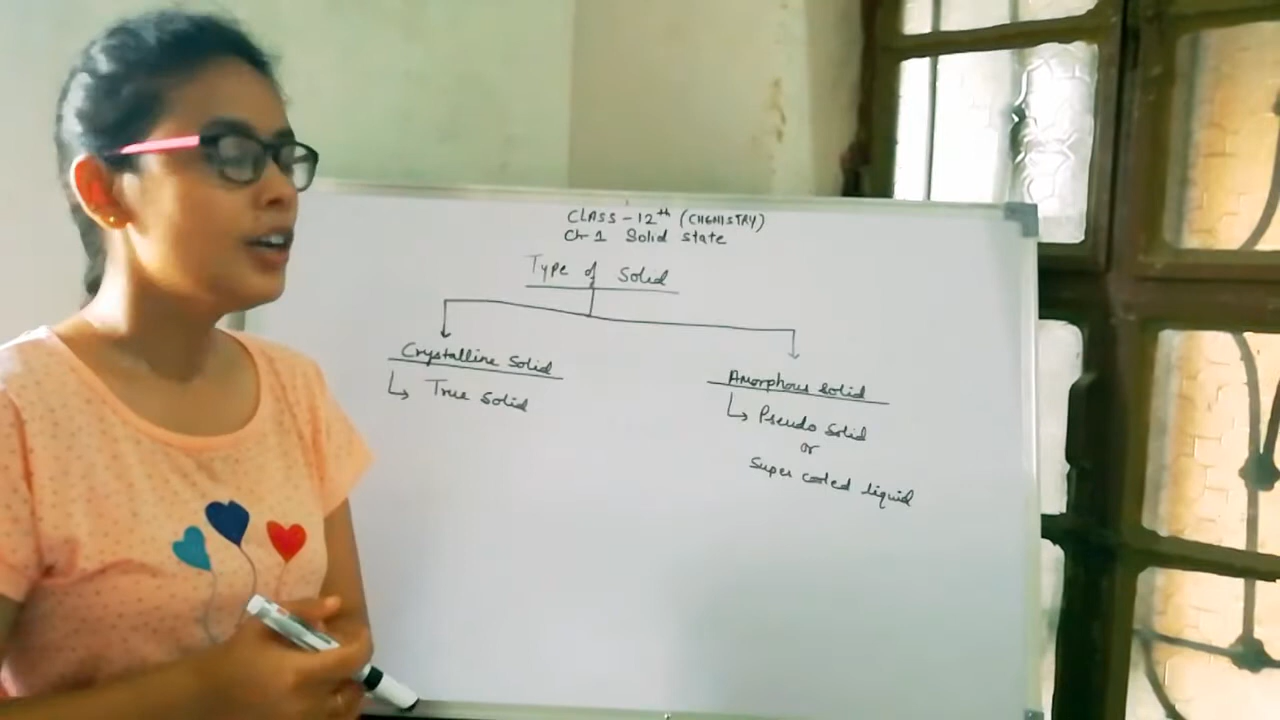 CLASS - 12th (CHEMISTRY)
Ch-1 Solid state
Type of Solid
Crystalline Solid
↳ True Solid
Amorphous solid
↳ Pseudo Solid
or
Super cooled liquid